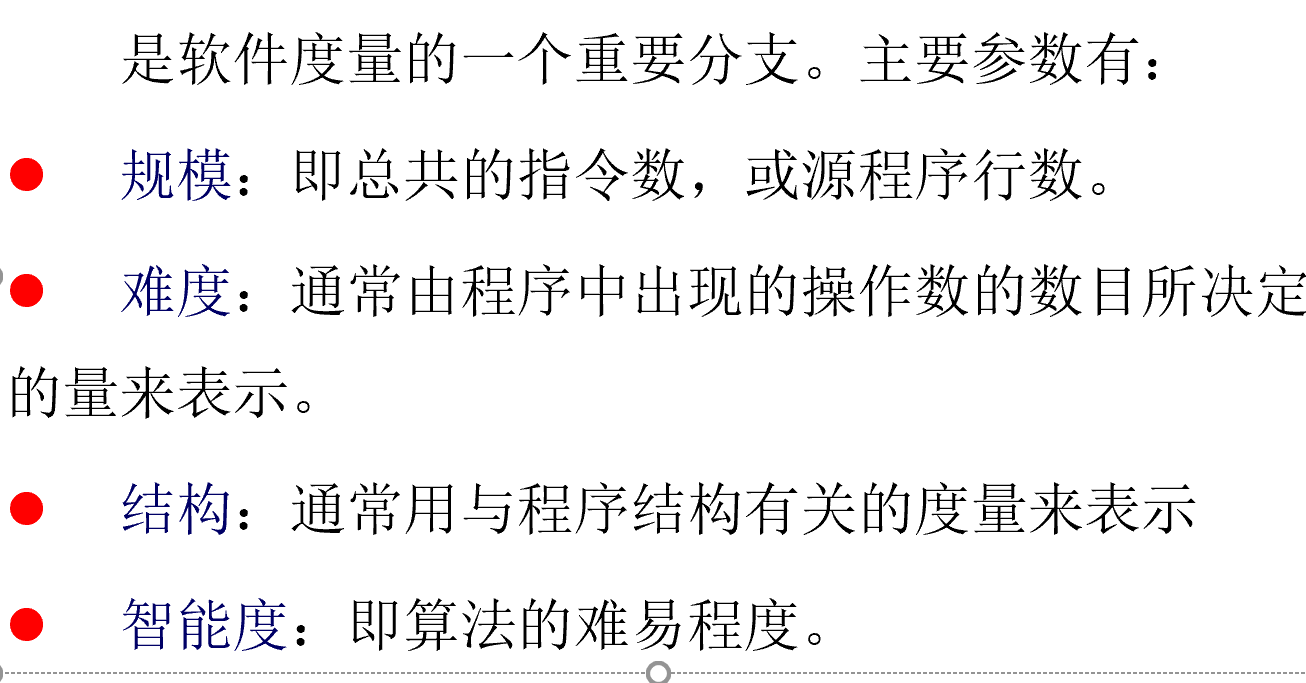 是软件度量的一个重要分支。主要参数有：
● 规模：即总共的指令数，或源程序行数。
● 难度：通常由程序中出现的操作数的数目所决定
的量来表示。
● 结构：通常用与程序结构有关的度量来表示
● 智能度：即算法的难易程度。